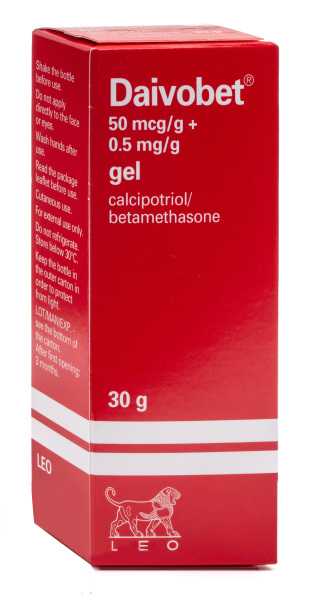 Shake the bottle
before use.
Do not apply
directly to the face
or eyes.
Wash hands after
use.
Read the package
leaflet before use.
Cutaneous use.
For external use only.
Do not refrigerate.
Store below 30°C.
Keep the bottle in
the outer carton in
order to protect
from light.
LOT/MAN/EXP.:
see the bottom of
the carton.
After first opening:
3 months.
LEO
Daivobet®
50 mcg/g +
0.5 mg/g
gel
calcipotriol/
betamethasone
30 g
LEO